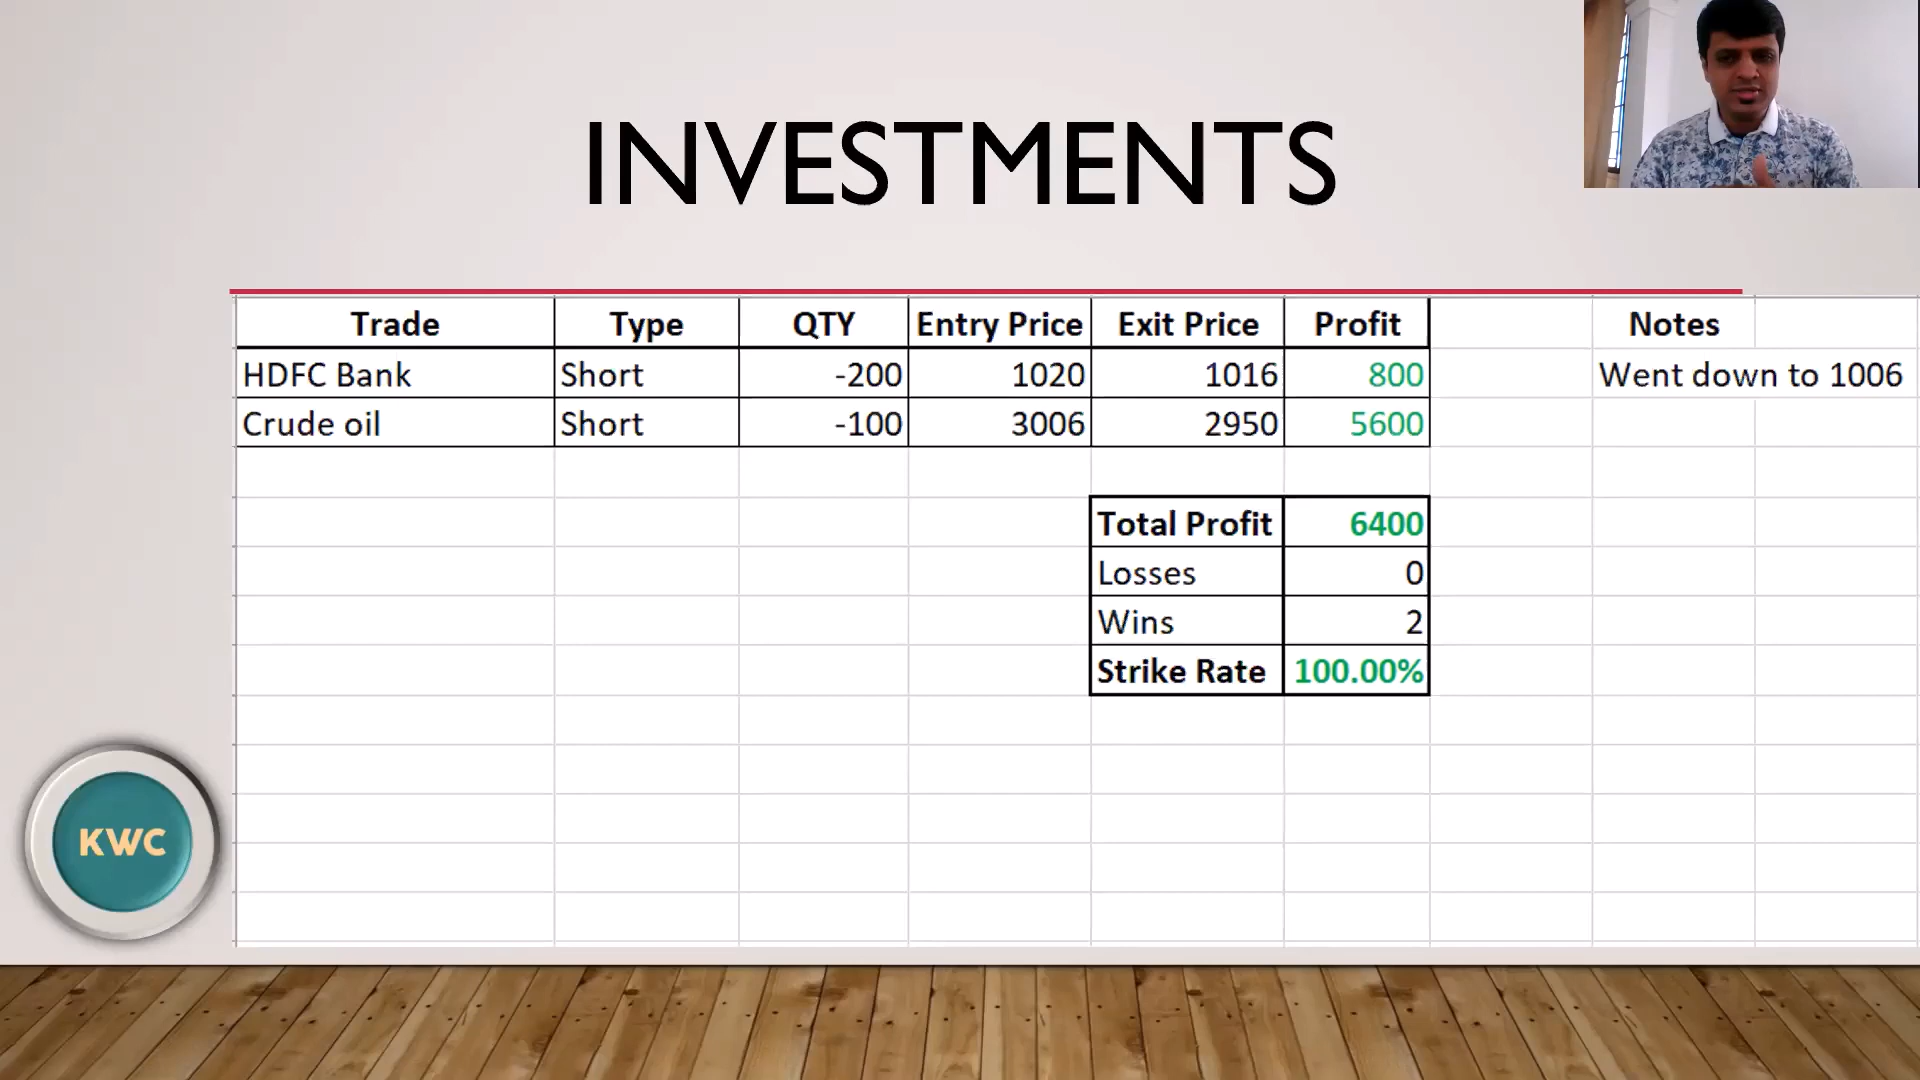 INVESTMENTS
Trade Type QTY Entry Price Exit Price Profit Notes
HDFC Bank Short -200 1020 1016 800 Went down to 1006
Crude oil Short -100 3006 2950 5600
Total Profit 6400
Losses 0
Wins 2
Strike Rate 100.00%
KWC